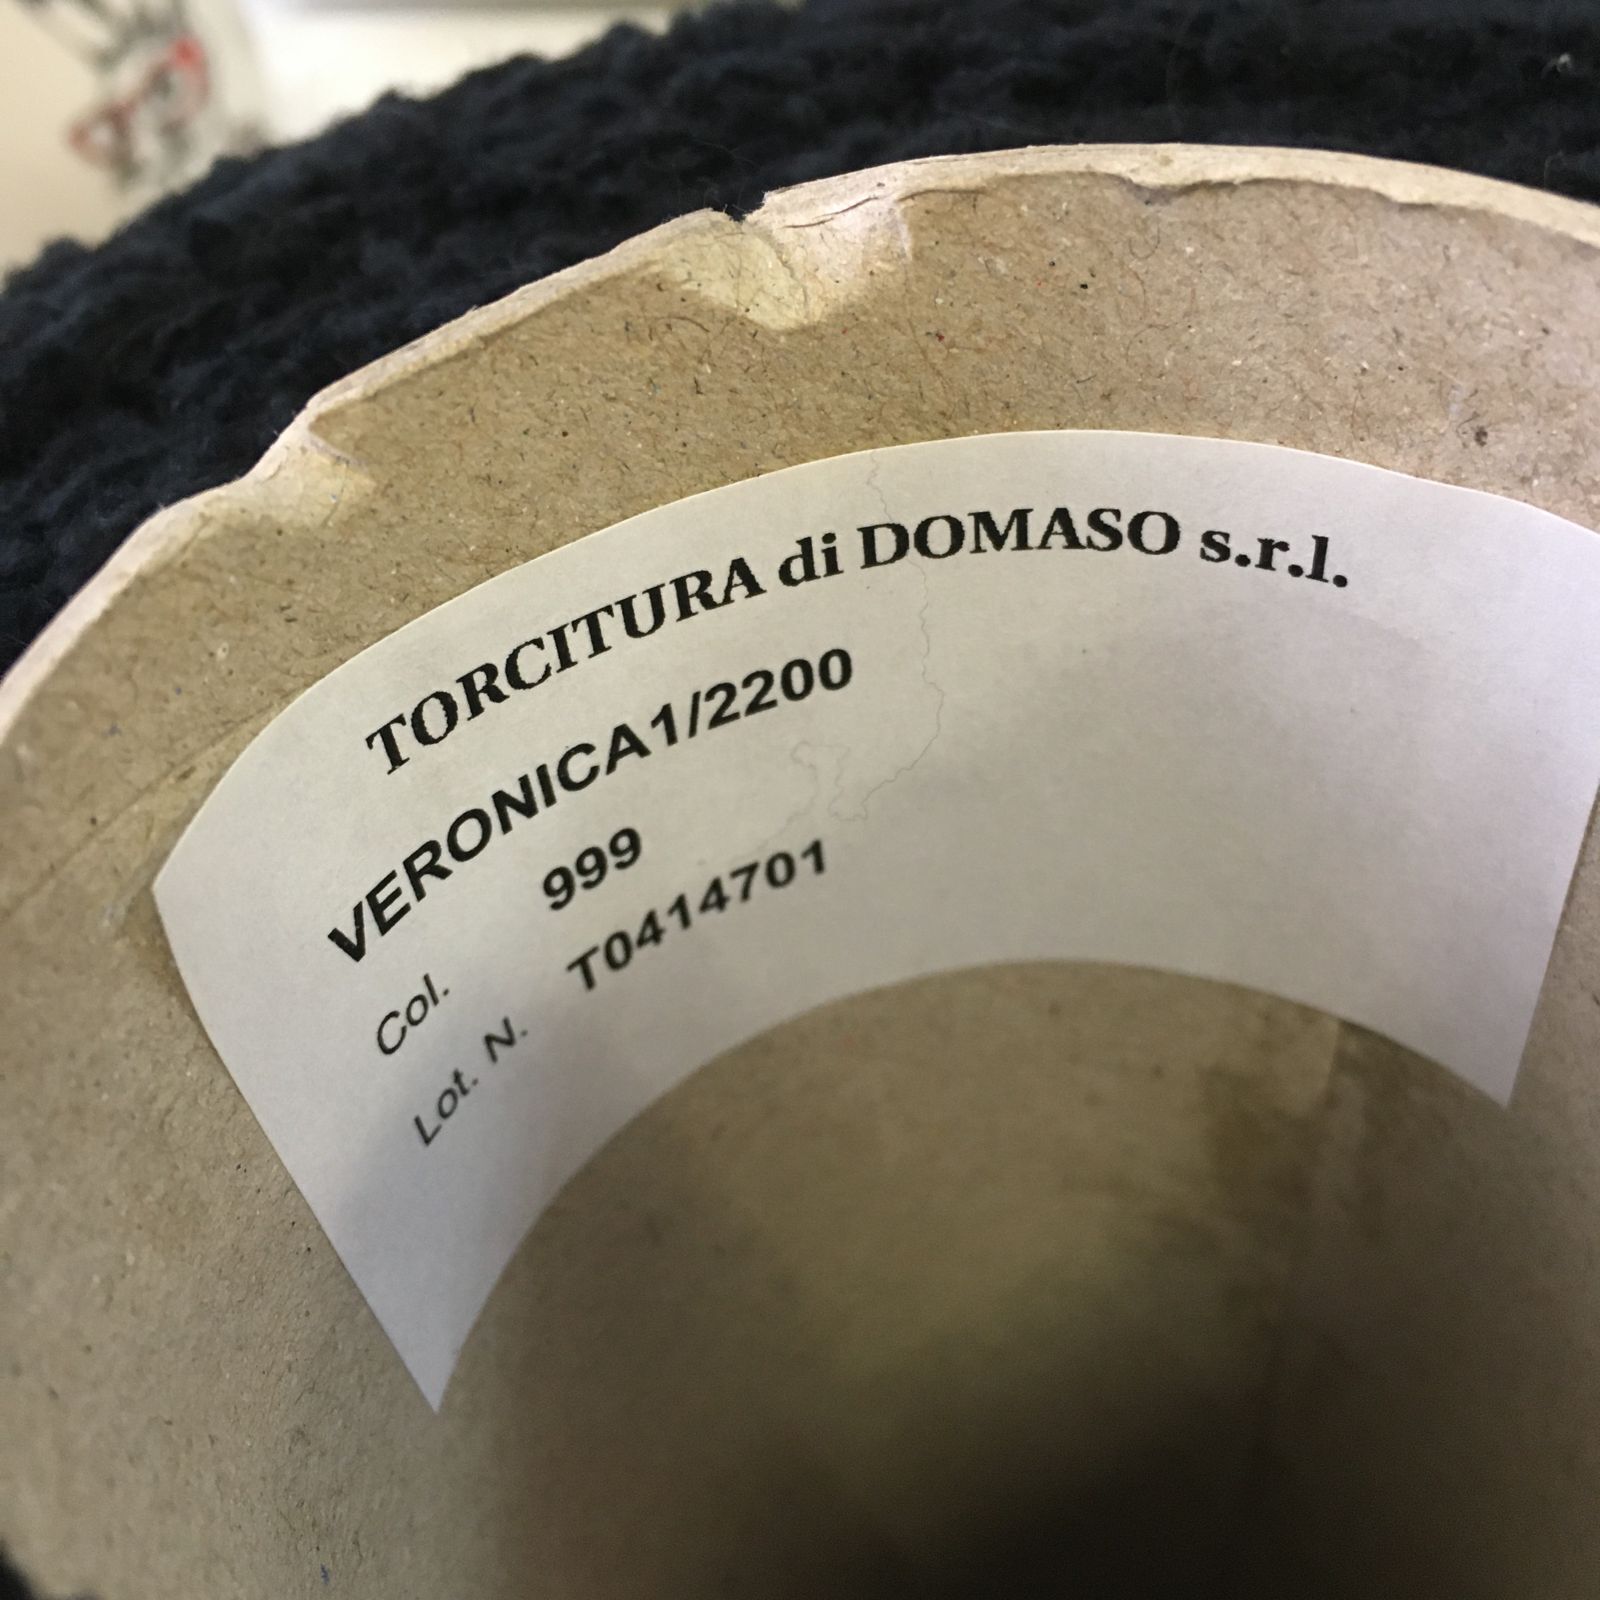 TORCITURA di DOMASO s.r.l.
VERONICA1/2200
Col. 999
Lot. N. T0414701